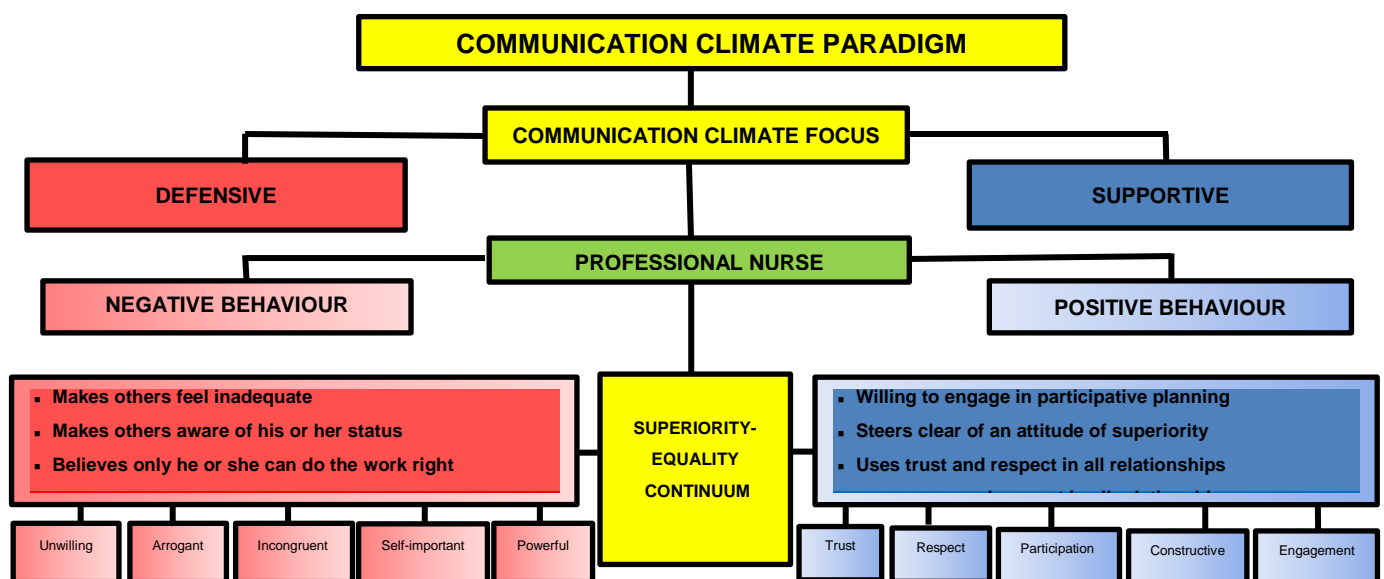 COMMUNICATION CLIMATE PARADIGM
COMMUNICATION CLIMATE FOCUS
DEFENSIVE
SUPPORTIVE
PROFESSIONAL NURSE
NEGATIVE BEHAVIOUR
POSITIVE BEHAVIOUR
▪ Makes others feel inadequate
▪ Makes others aware of his or her status
▪ Believes only he or she can do the work right
SUPERIORITY-
EQUALITY
CONTINUUM
▪ Willing to engage in participative planning
▪ Steers clear of an attitude of superiority
▪ Uses trust and respect in all relationships
Unwilling
Arrogant
Incongruent
Self-important
Powerful
Trust
Respect
Participation
Constructive
Engagement